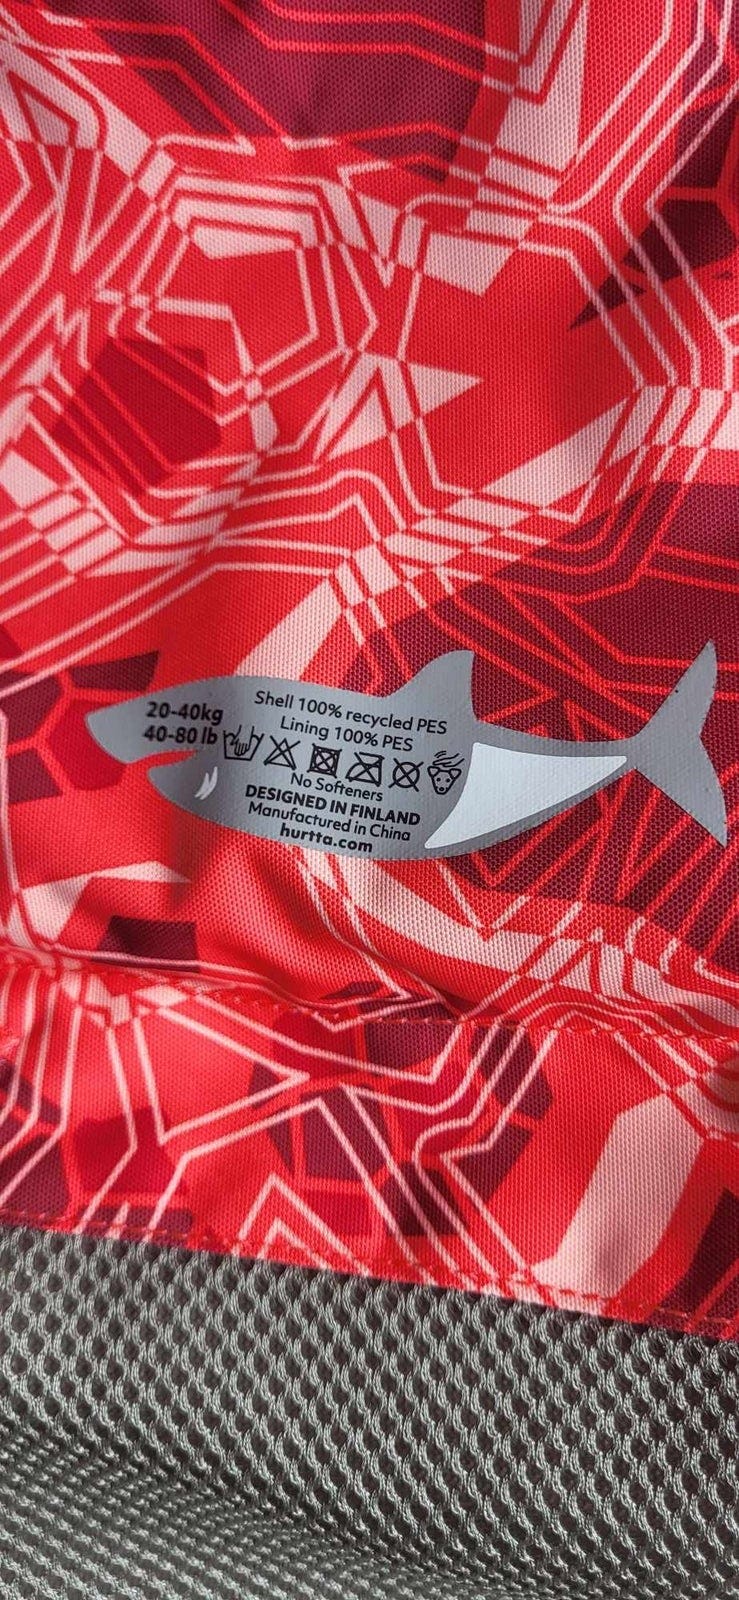 20-40kg
40-80 lb
Shell 100% recycled PES
Lining 100% PES
No Softeners
DESIGNED IN FINLAND
Manufactured in China
hurtta.com